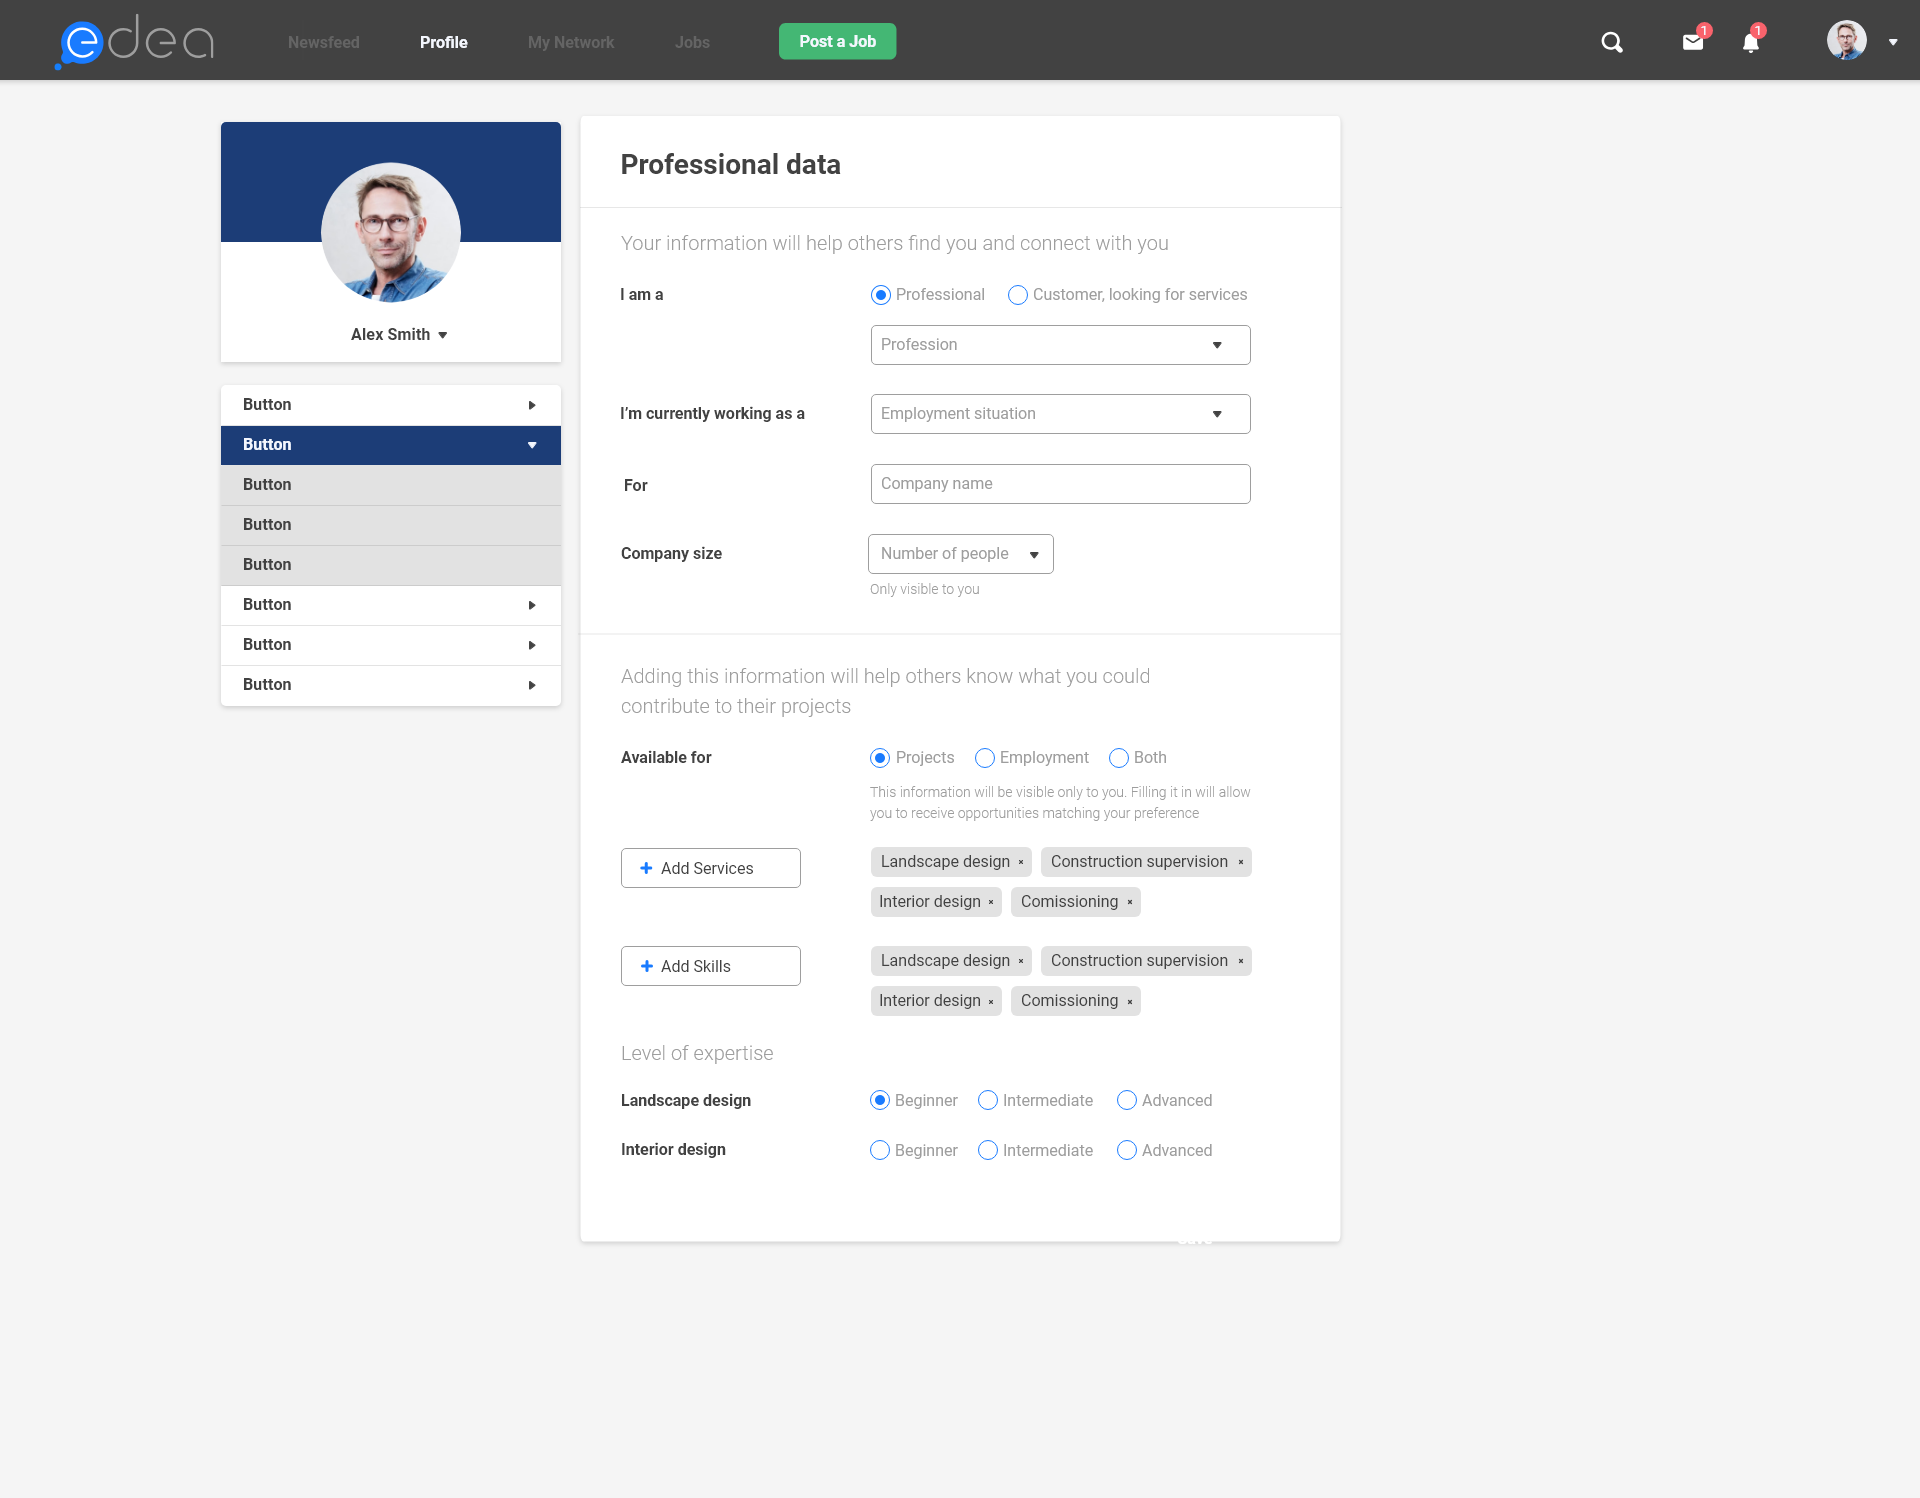 edea
Newsfeed
Profile
My Network
Jobs
Post a Job
1
1
Alex Smith
Button
Button
Button
Button
Button
Button
Button
Button
Professional data
Your information will help others find you and connect with you
I am a
Professional
Customer, looking for services
Profession
I'm currently working as a
Employment situation
For
Company name
Company size
Number of people
Only visible to you
Adding this information will help others know what you could
contribute to their projects
Available for
Projects
Employment
Both
This information will be visible only to you. Filling it in will allow
you to receive opportunities matching your preference
+ Add Services
Landscape design ×
Construction supervision ×
Interior design ×
Comissioning ×
+ Add Skills
Landscape design ×
Construction supervision ×
Interior design ×
Comissioning ×
Level of expertise
Landscape design
Beginner
Intermediate
Advanced
Interior design
Beginner
Intermediate
Advanced